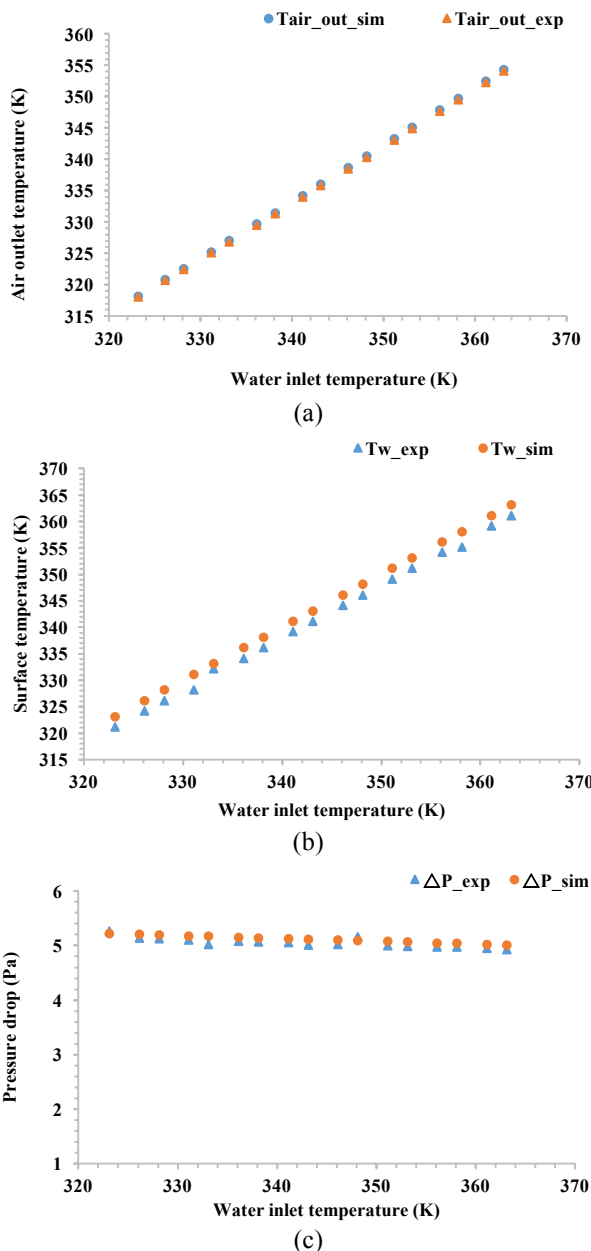 Tair_out_sim Tair_out_exp
360
355
350
345
340
335
330
325
320
315
320 330 340 350 360 370
Air outlet temperature (K)
Water inlet temperature (K)
(a)
Tw_exp Tw_sim
370
365
360
355
350
345
340
335
330
325
320
315
320 330 340 350 360 370
Surface temperature (K)
Water inlet temperature (K)
(b)
△P_exp △P_sim
6
5
4
3
2
1
320 330 340 350 360 370
Pressure drop (Pa)
Water inlet temperature (K)
(c)